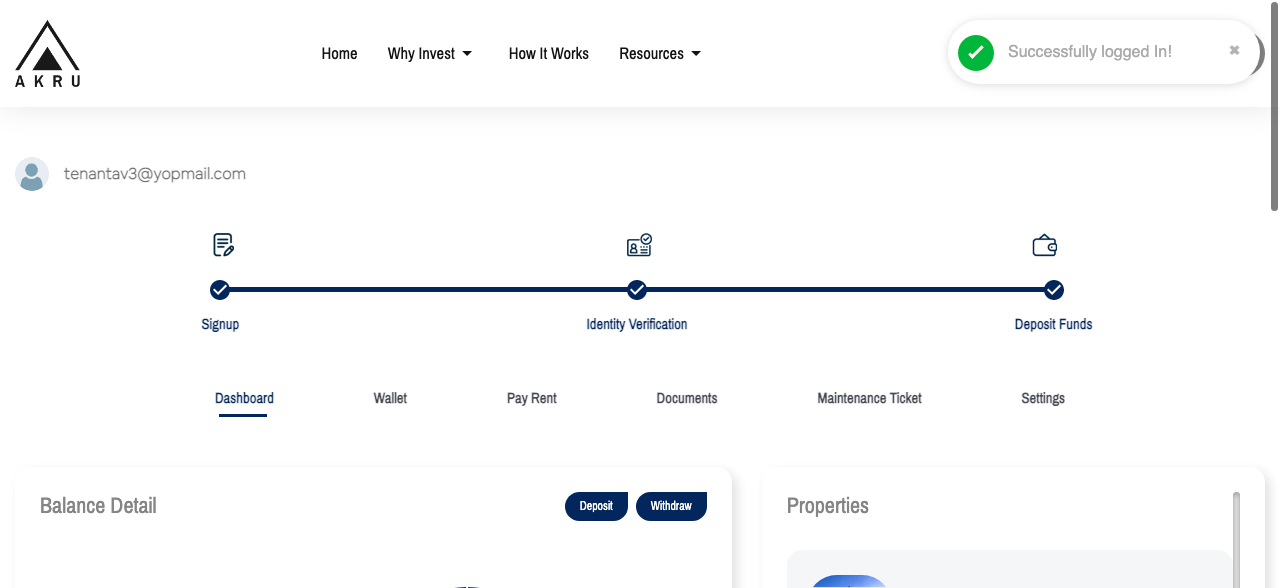 AKRU
Home
Why Invest
How It Works
Resources
Successfully logged In!
tenantav3@yopmail.com
Signup
Identity Verification
Deposit Funds
Dashboard
Wallet
Pay Rent
Documents
Maintenance Ticket
Settings
Balance Detail
Deposit
Withdraw
Properties